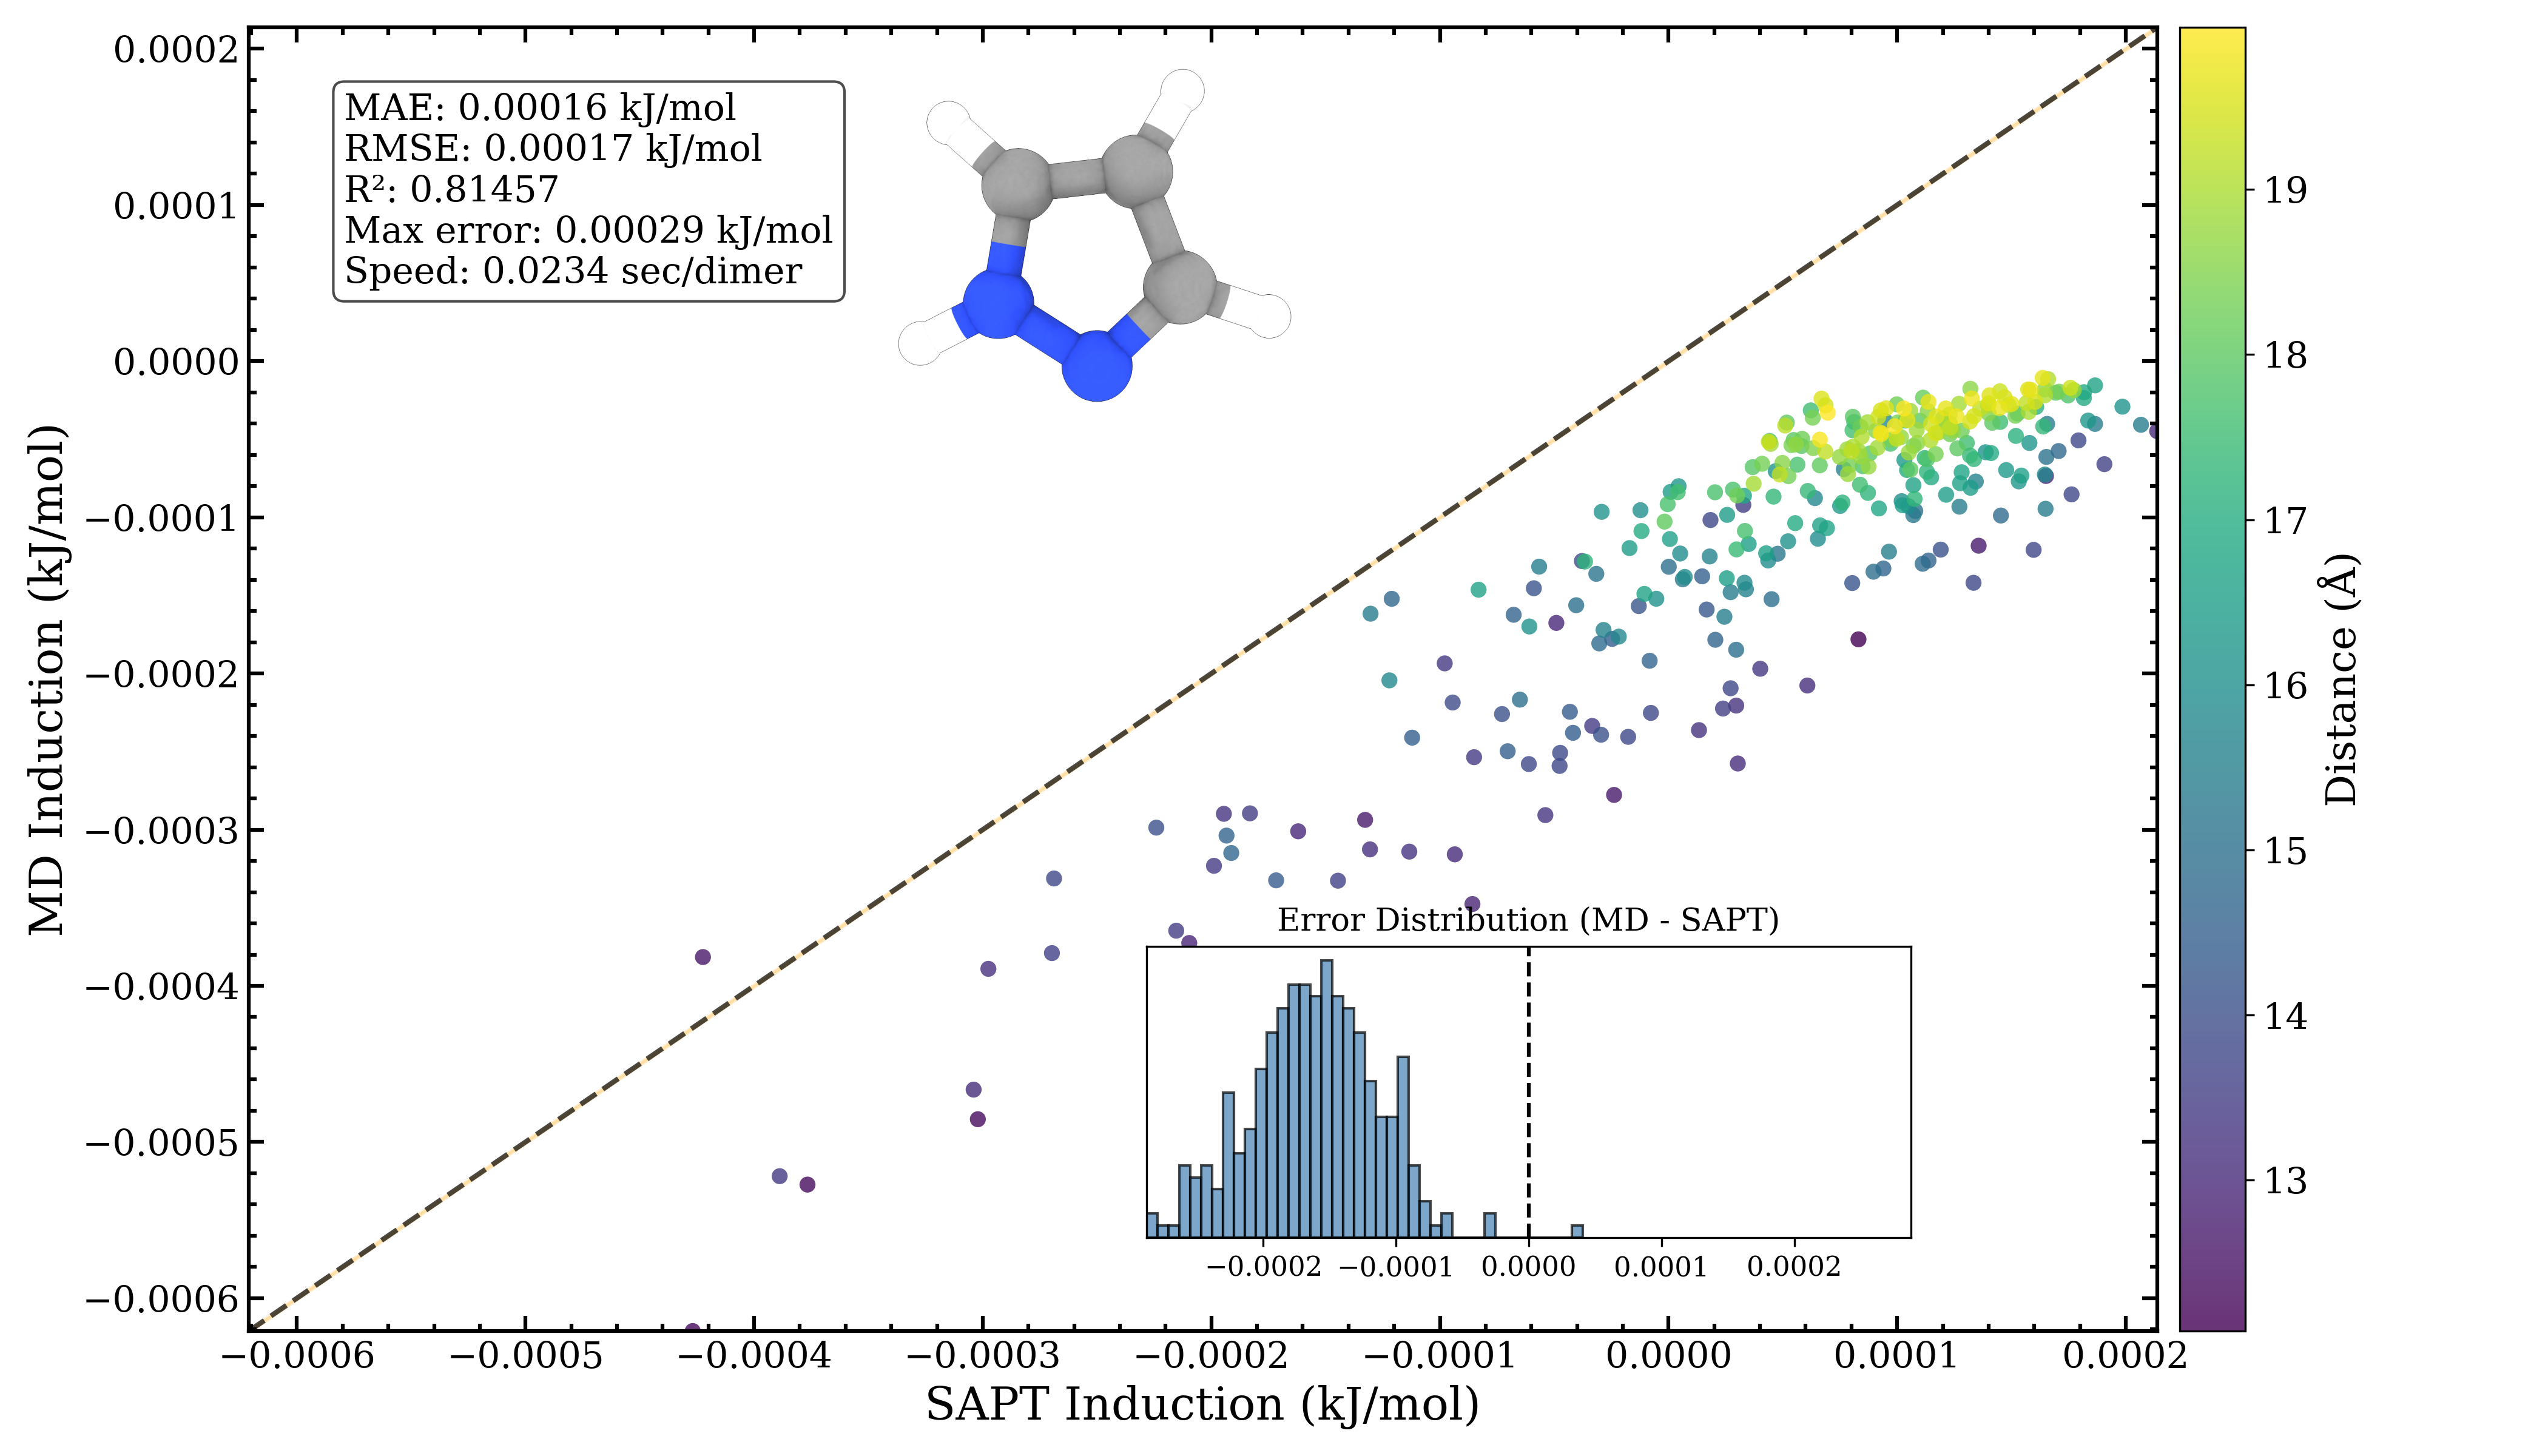 MAE: 0.00016 kJ/mol
RMSE: 0.00017 kJ/mol
R²: 0.81457
Max error: 0.00029 kJ/mol
Speed: 0.0234 sec/dimer
MD Induction (kJ/mol)
0.0002
0.0001
0.0000
−0.0001
−0.0002
−0.0003
−0.0004
−0.0005
−0.0006
Error Distribution (MD - SAPT)
−0.0002 −0.0001 0.0000 0.0001 0.0002
−0.0006 −0.0005 −0.0004 −0.0003 −0.0002 −0.0001 0.0000 0.0001 0.0002
SAPT Induction (kJ/mol)
19
18
17
16
15
14
13
Distance (Å)